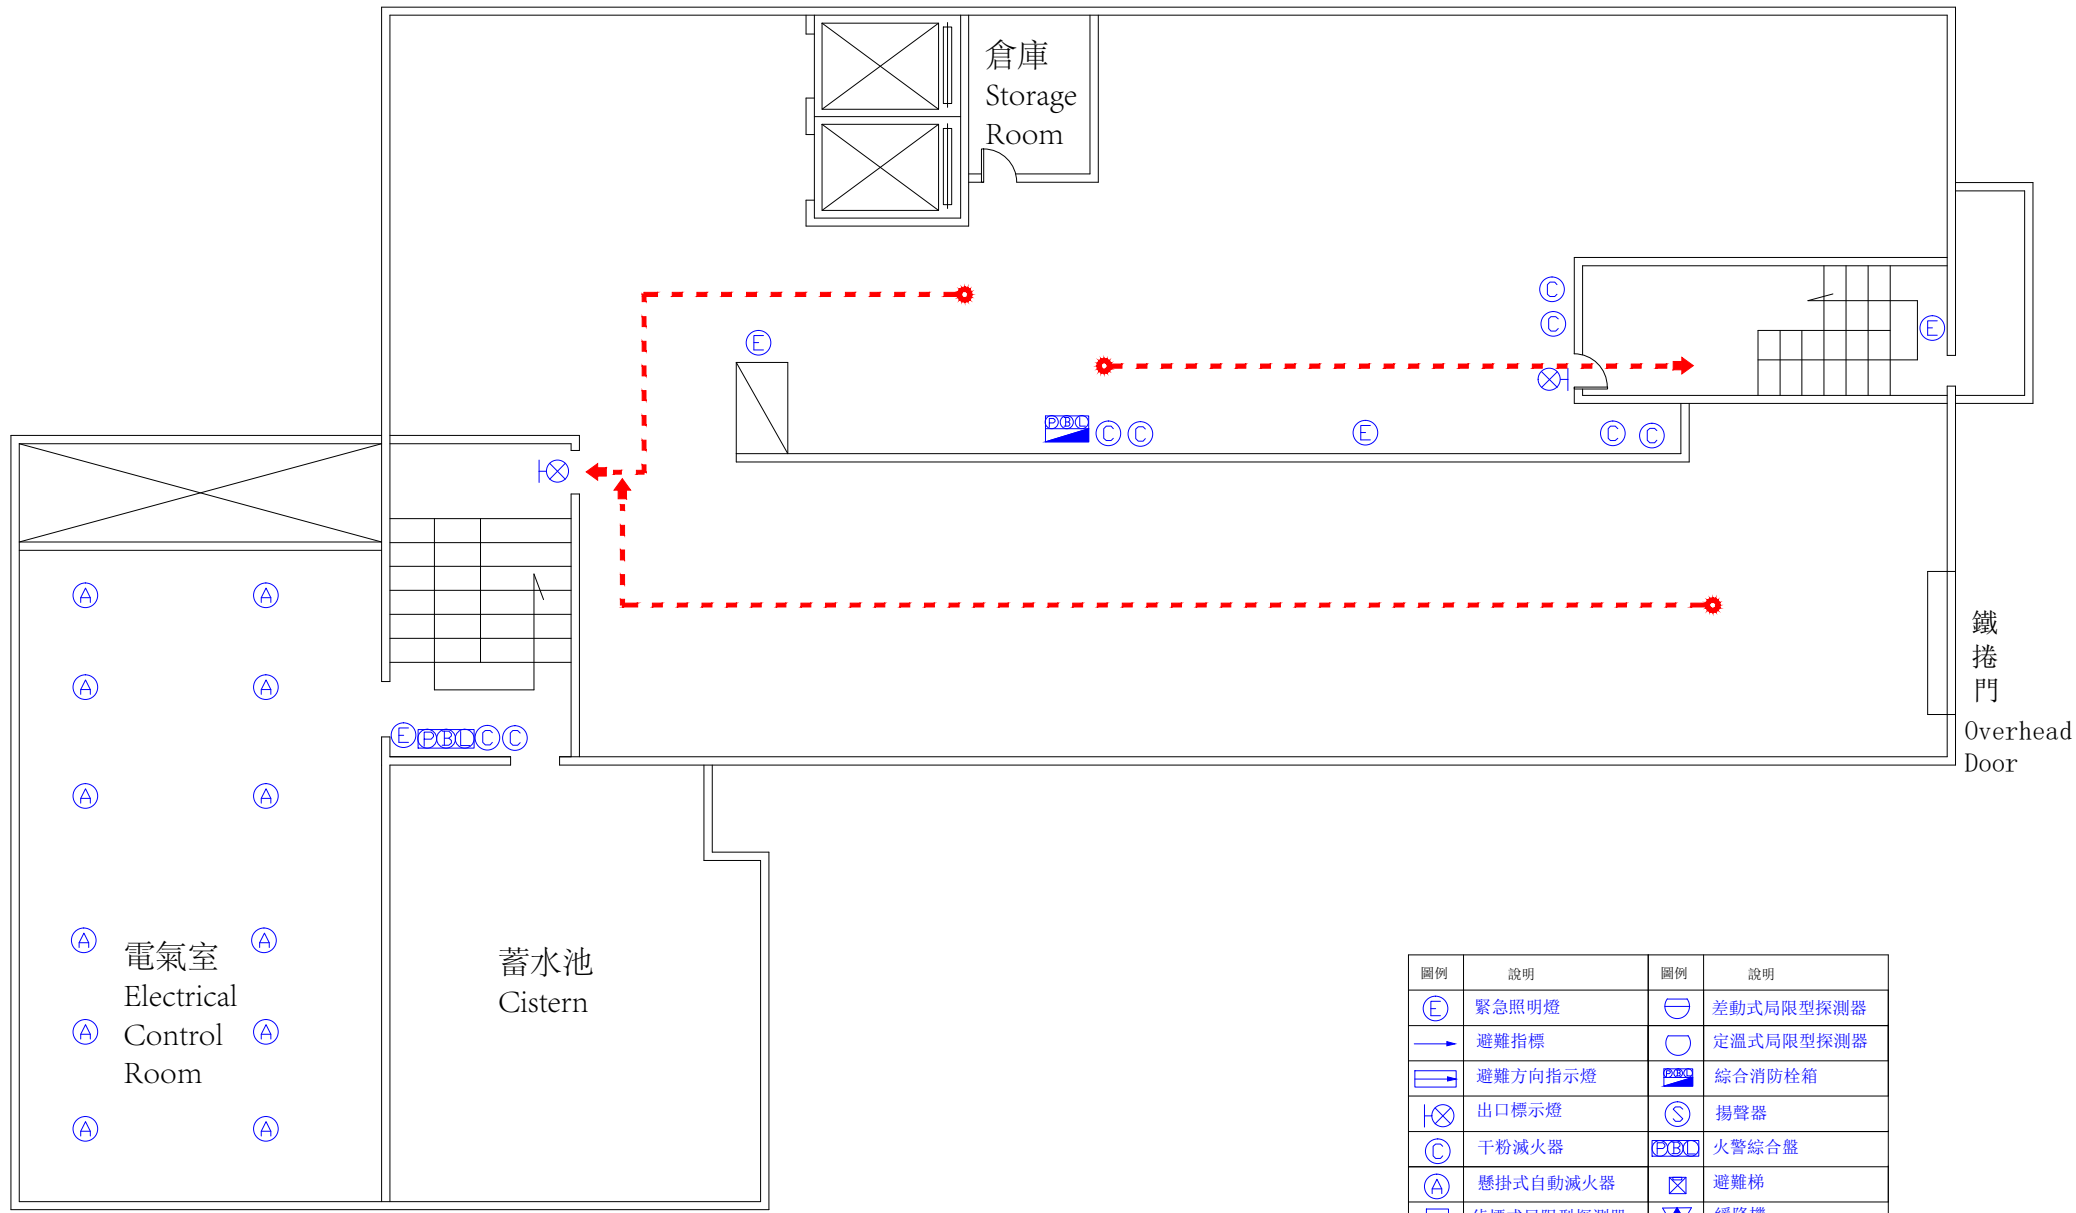 倉庫
Storage
Room
E
C
C
E
P B L
C
C
E
C
C
A
A
A
A
E
PBL
C
C
A
A
鐵
捲
門
Overhead
Door
A
A
電氣室
Electrical
Control
Room
A
A
A
A
蓄水池
Cistern
圖例 說明 圖例 說明
E 緊急照明燈 差動式局限型探測器
避難指標 定溫式局限型探測器
避難方向指示燈 PBL 綜合消防栓箱
出口標示燈 S 揚聲器
C 干粉滅火器 PBL 火警綜合盤
A 懸掛式自動滅火器 避難梯